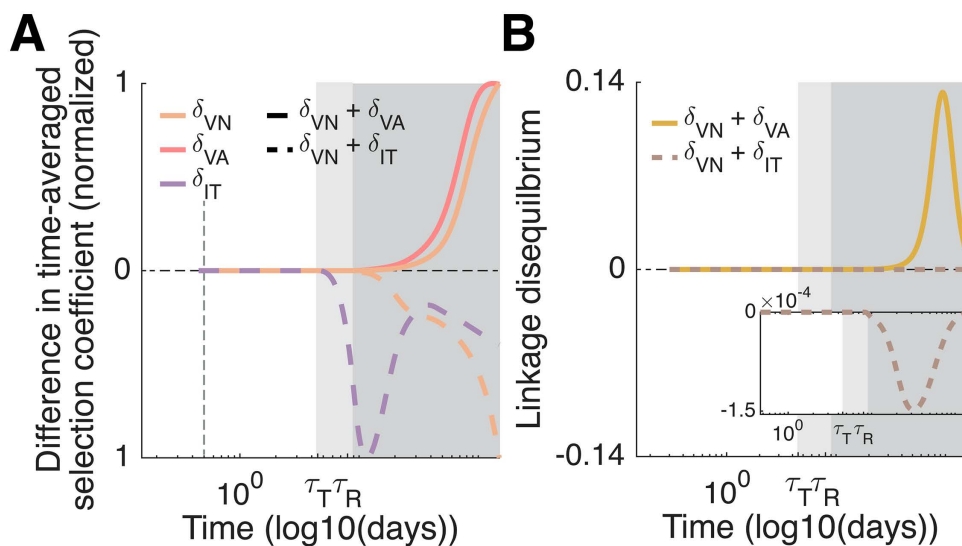 A
Difference in time-averaged
selection coefficient (normalized)
1
0
1
δVN
δVA
δIT
δVN + δVA
δVN + δIT
10^0
τT τR
Time (log10(days))
B
Linkage disequilbrium
0.14
0
-0.14
δVN + δVA
δVN + δIT
×10^-4
0
-1.5
10^0
τT τR
10^0
τT τR
Time (log10(days))